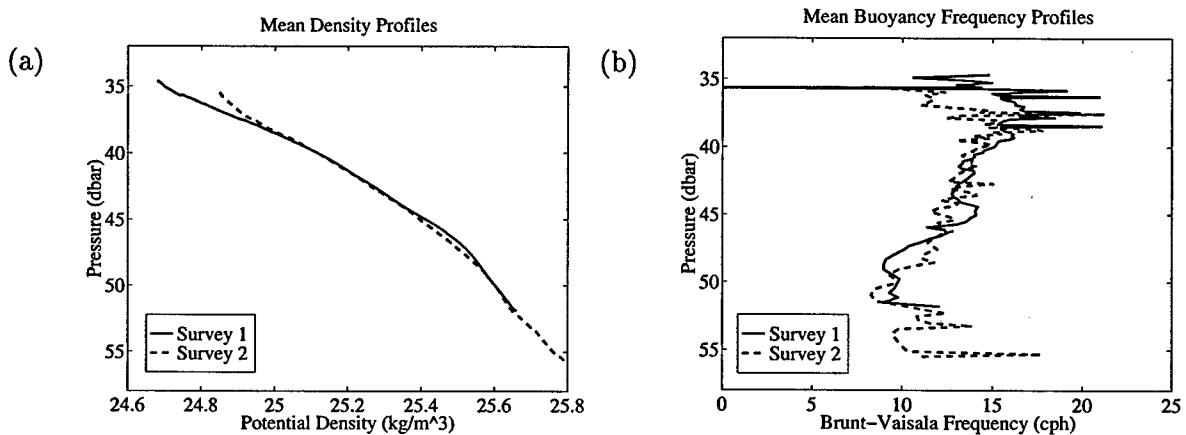 Mean Density Profiles
(a)
35
40
45
50
55
Pressure (dbar)
Survey 1
Survey 2
24.6 24.8 25 25.2 25.4 25.6 25.8
Potential Density (kg/m^3)
Mean Buoyancy Frequency Profiles
(b)
35
40
45
50
55
Pressure (dbar)
Survey 1
Survey 2
0 5 10 15 20 25
Brunt-Vaisala Frequency (cph)